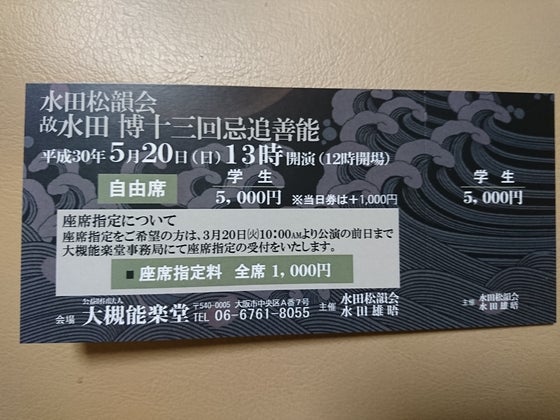 水田松韻会
故水田 博十三回忌追善能
平成30年5月20日(日)13時開演(12時開場)
自由席
学 生
5,000円 ※当日券は+1,000円
学 生
5,000円
座席指定について
座席指定をご希望の方は、3月20日(火)10:00AMより公演の前日まで
大槻能楽堂事務局にて座席指定の受付をいたします。
■ 座席指定料 全席1,000円
会場
公益財団法人
大槻能楽堂
〒540-0005 大阪市中央区A番7号
TEL 06-6761-8055
主催 水田松韻会
水田雄晤
主催 水田松韻会
水田雄晤